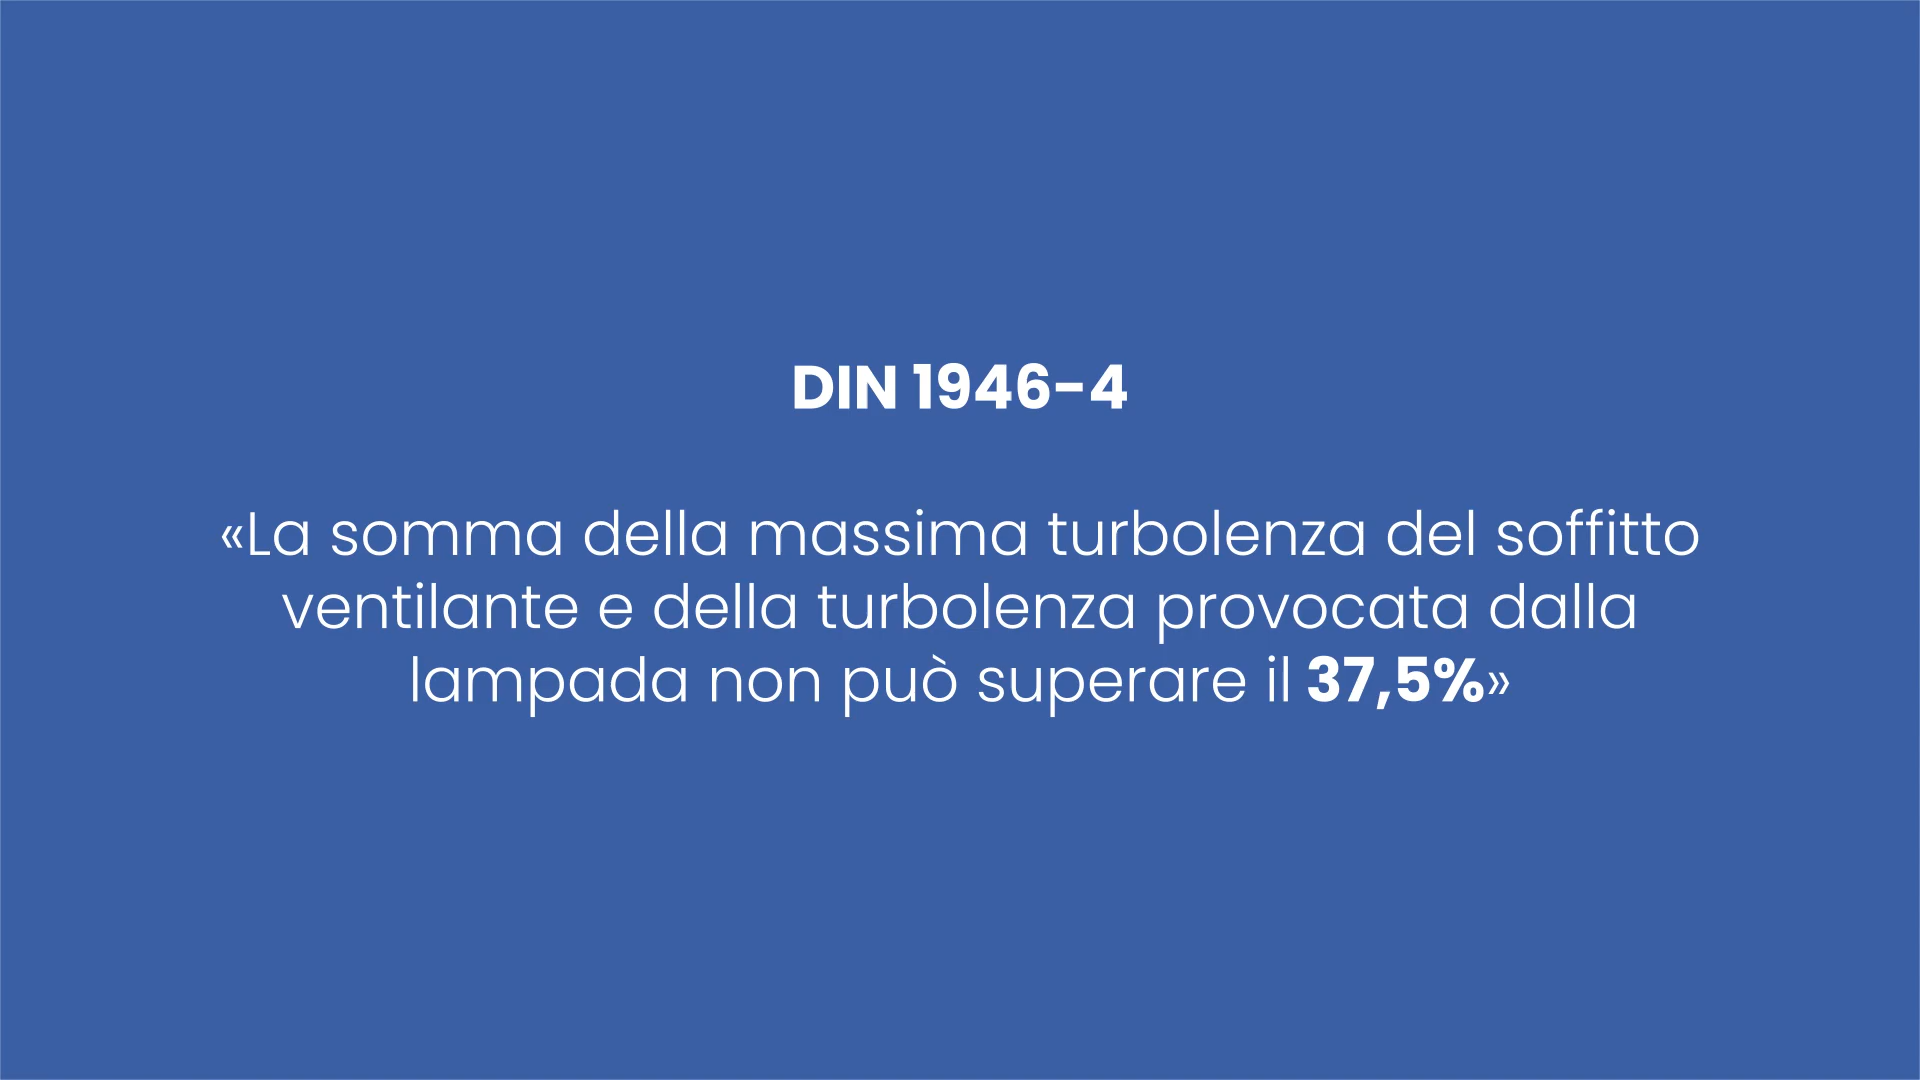 DIN 1946-4
«La somma della massima turbolenza del soffitto
ventilante e della turbolenza provocata dalla
lampada non può superare il 37,5%»